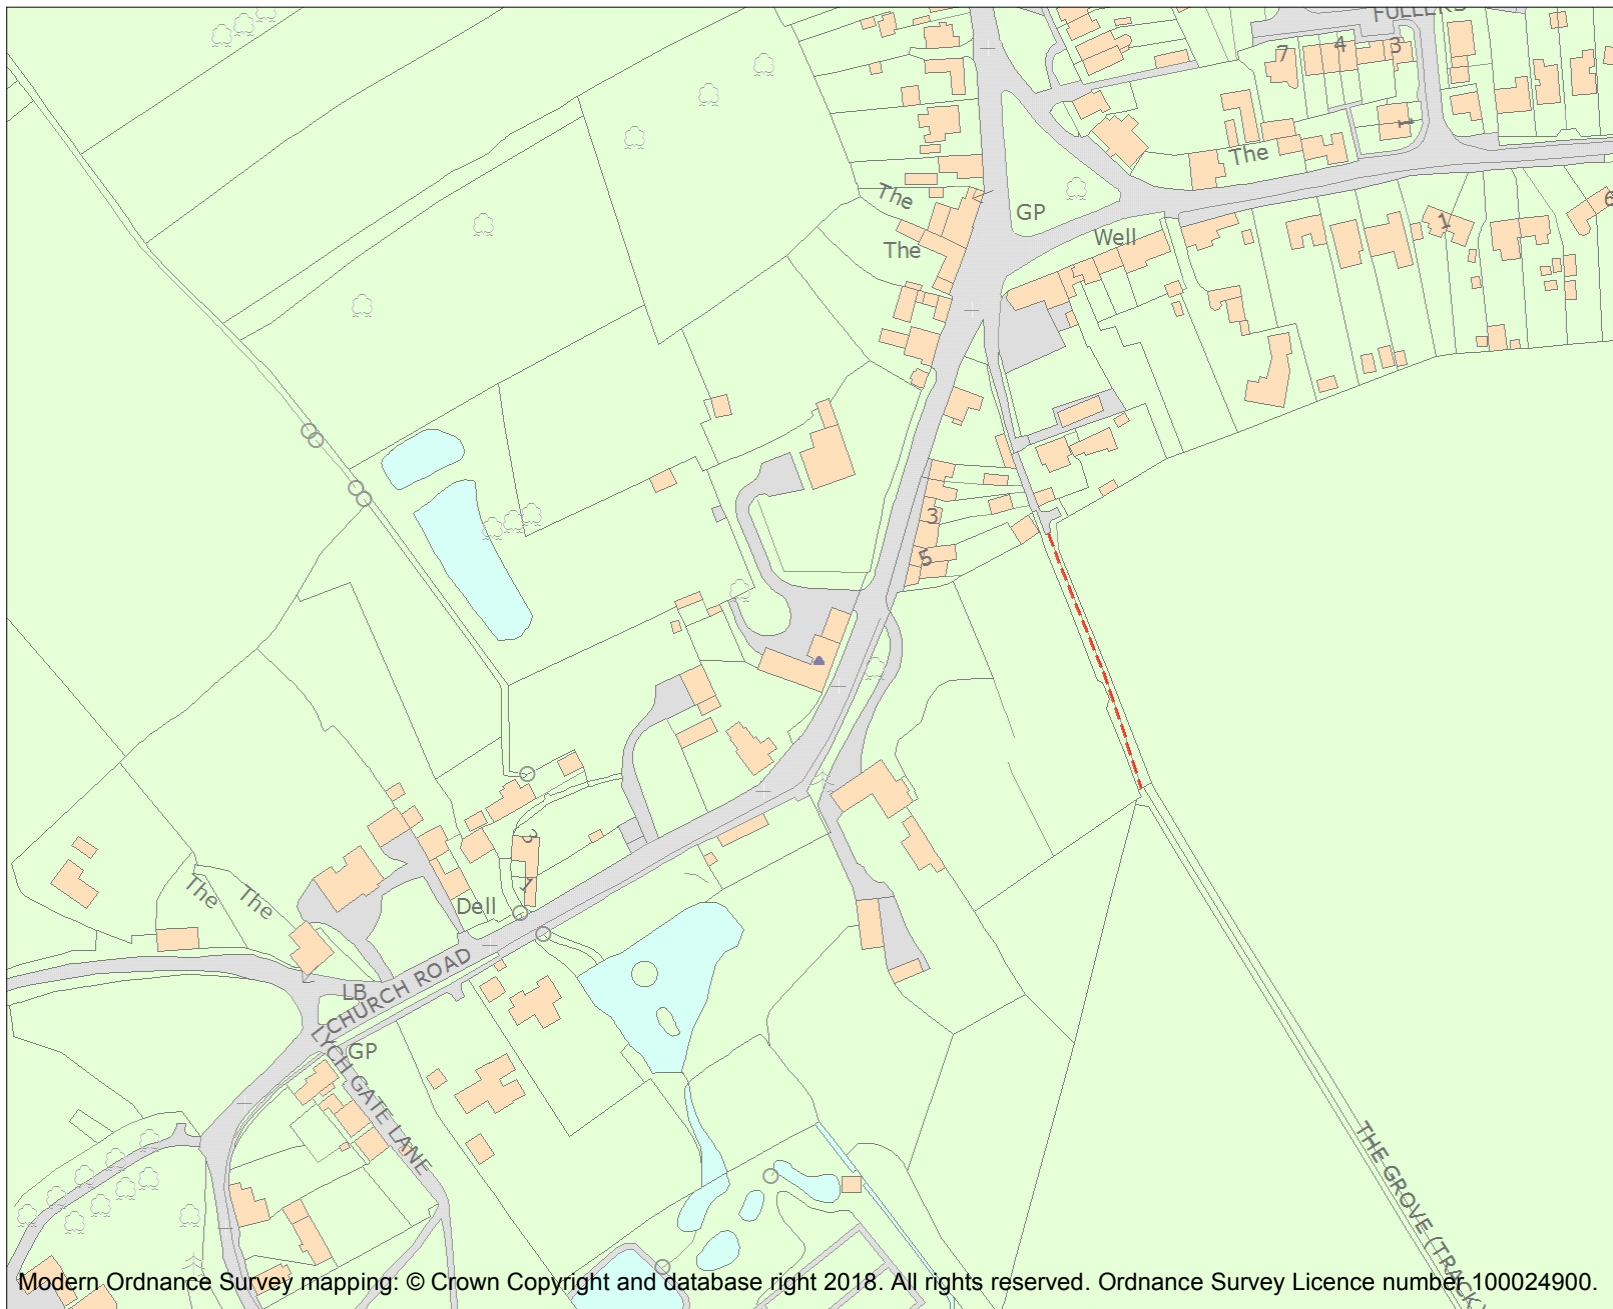 FULLERS
7
4
3
1
The
The
GP
The
Well
1
6
3
5
3
1
The
The
Dell
CHURCH ROAD
LB
LYCH GATE LANE
GP
THE GROVE (TRACK)
Modern Ordnance Survey mapping: © Crown Copyright and database right 2018. All rights reserved. Ordnance Survey Licence number 100024900.